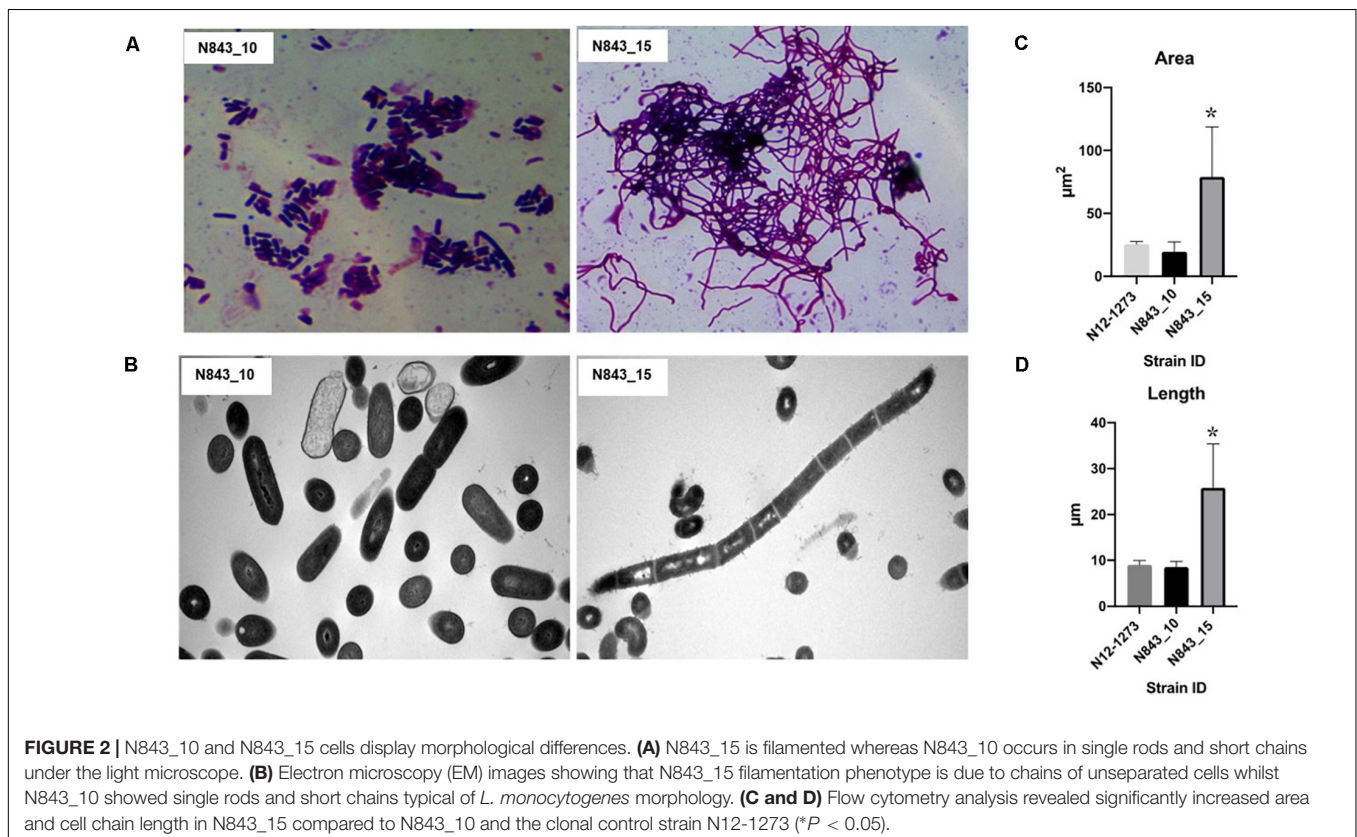 A
N843_10
N843_15
B
N843_10
N843_15
C
Area
150
100
50
0
µm²
*
N12-1273
N843_10
N843_15
Strain ID
D
Length
40
30
20
10
0
µm
*
N12-1273
N843_10
N843_15
Strain ID
FIGURE 2 | N843_10 and N843_15 cells display morphological differences. (A) N843_15 is filamented whereas N843_10 occurs in single rods and short chains
under the light microscope. (B) Electron microscopy (EM) images showing that N843_15 filamentation phenotype is due to chains of unseparated cells whilst
N843_10 showed single rods and short chains typical of L. monocytogenes morphology. (C and D) Flow cytometry analysis revealed significantly increased area
and cell chain length in N843_15 compared to N843_10 and the clonal control strain N12-1273 (*P < 0.05).